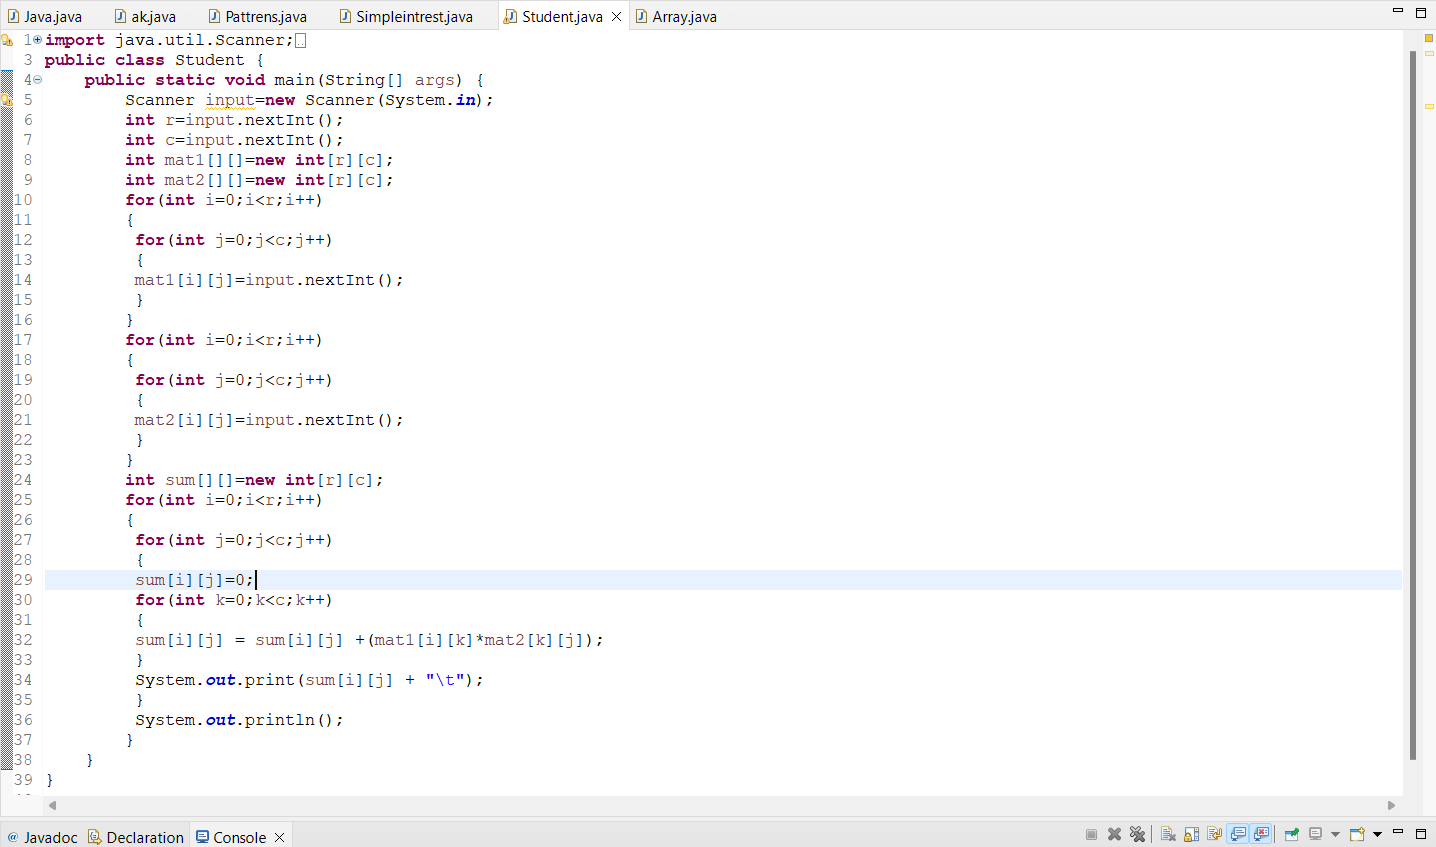 Java.java ak.java Pattrens.java Simpleintrest.java Student.java Array.java
1 import java.util.Scanner;
3 public class Student {
4 public static void main(String[] args) {
5 Scanner input=new Scanner(System.in);
6 int r=input.nextInt();
7 int c=input.nextInt();
8 int mat1[][]=new int[r][c];
9 int mat2[][]=new int[r][c];
10 for(int i=0;i<r;i++)
11 {
12 for(int j=0;j<c;j++)
13 {
14 mat1[i][j]=input.nextInt();
15 }
16 }
17 for(int i=0;i<r;i++)
18 {
19 for(int j=0;j<c;j++)
20 {
21 mat2[i][j]=input.nextInt();
22 }
23 }
24 int sum[][]=new int[r][c];
25 for(int i=0;i<r;i++)
26 {
27 for(int j=0;j<c;j++)
28 {
29 sum[i][j]=0;
30 for(int k=0;k<c;k++)
31 {
32 sum[i][j] = sum[i][j] +(mat1[i][k]*mat2[k][j]);
33 }
34 System.out.print(sum[i][j] + "\t");
35 }
36 System.out.println();
37 }
38 }
39 }
@ Javadoc Declaration Console